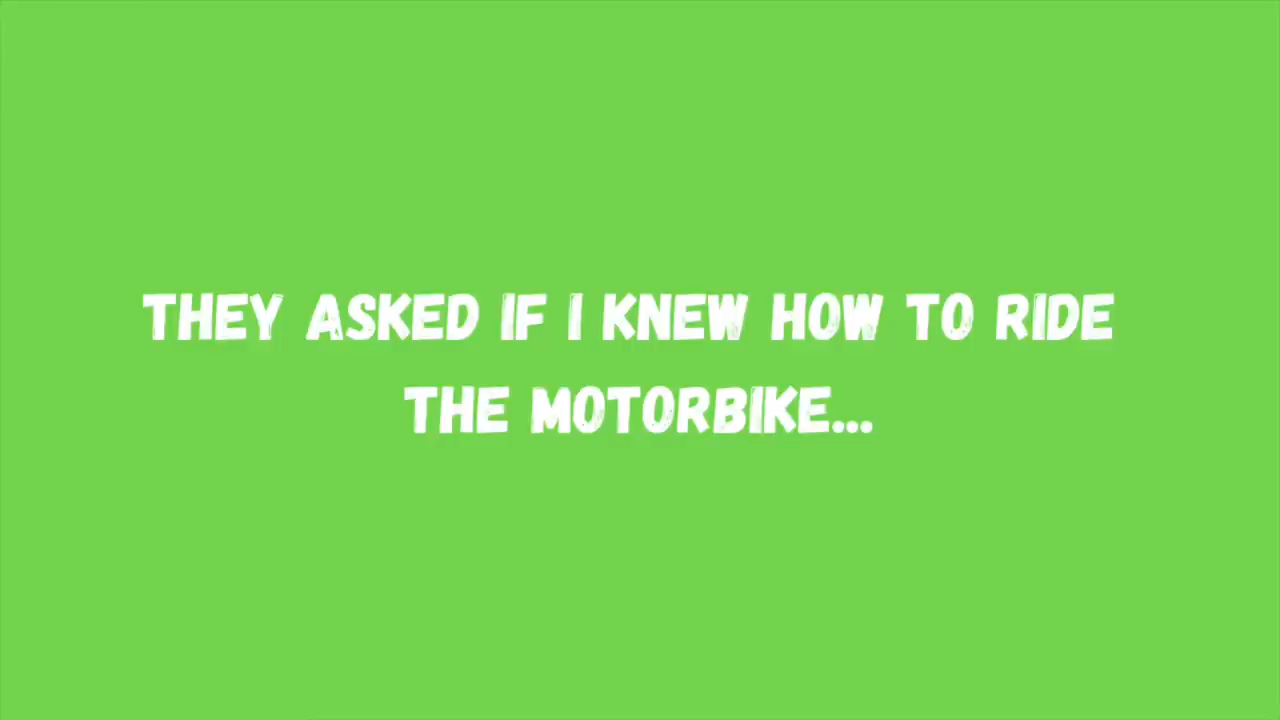 THEY ASKED IF I KNEW HOW TO RIDE
THE MOTORBIKE...